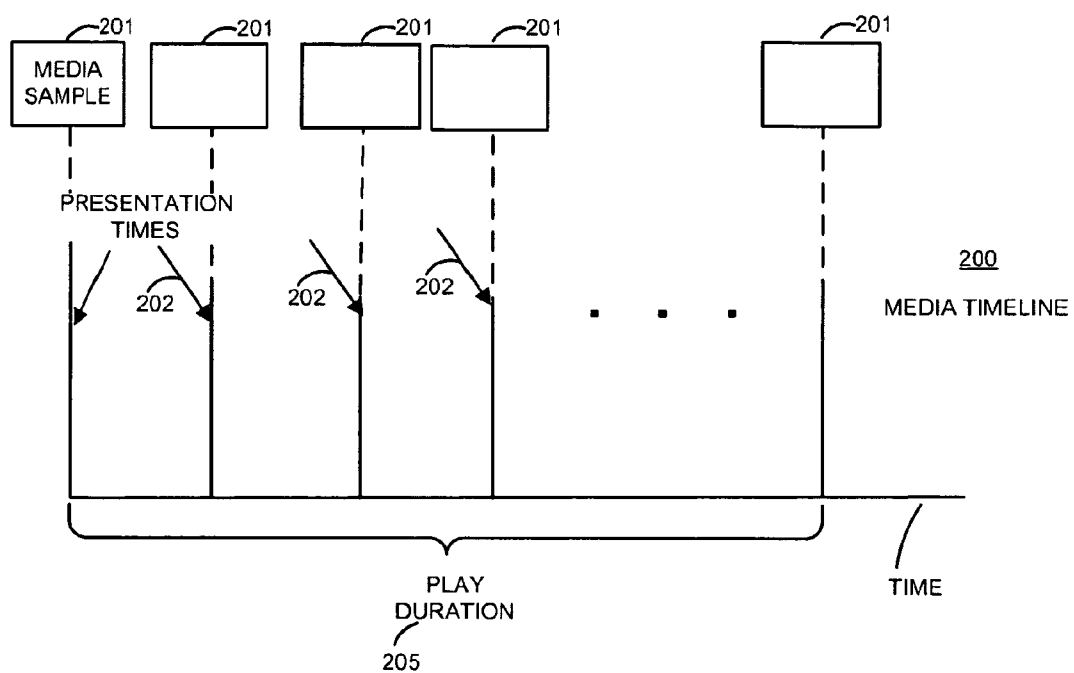 201
201
201
201
201
MEDIA
SAMPLE
PRESENTATION
TIMES
202
202
202
200
MEDIA TIMELINE
PLAY
DURATION
205
TIME